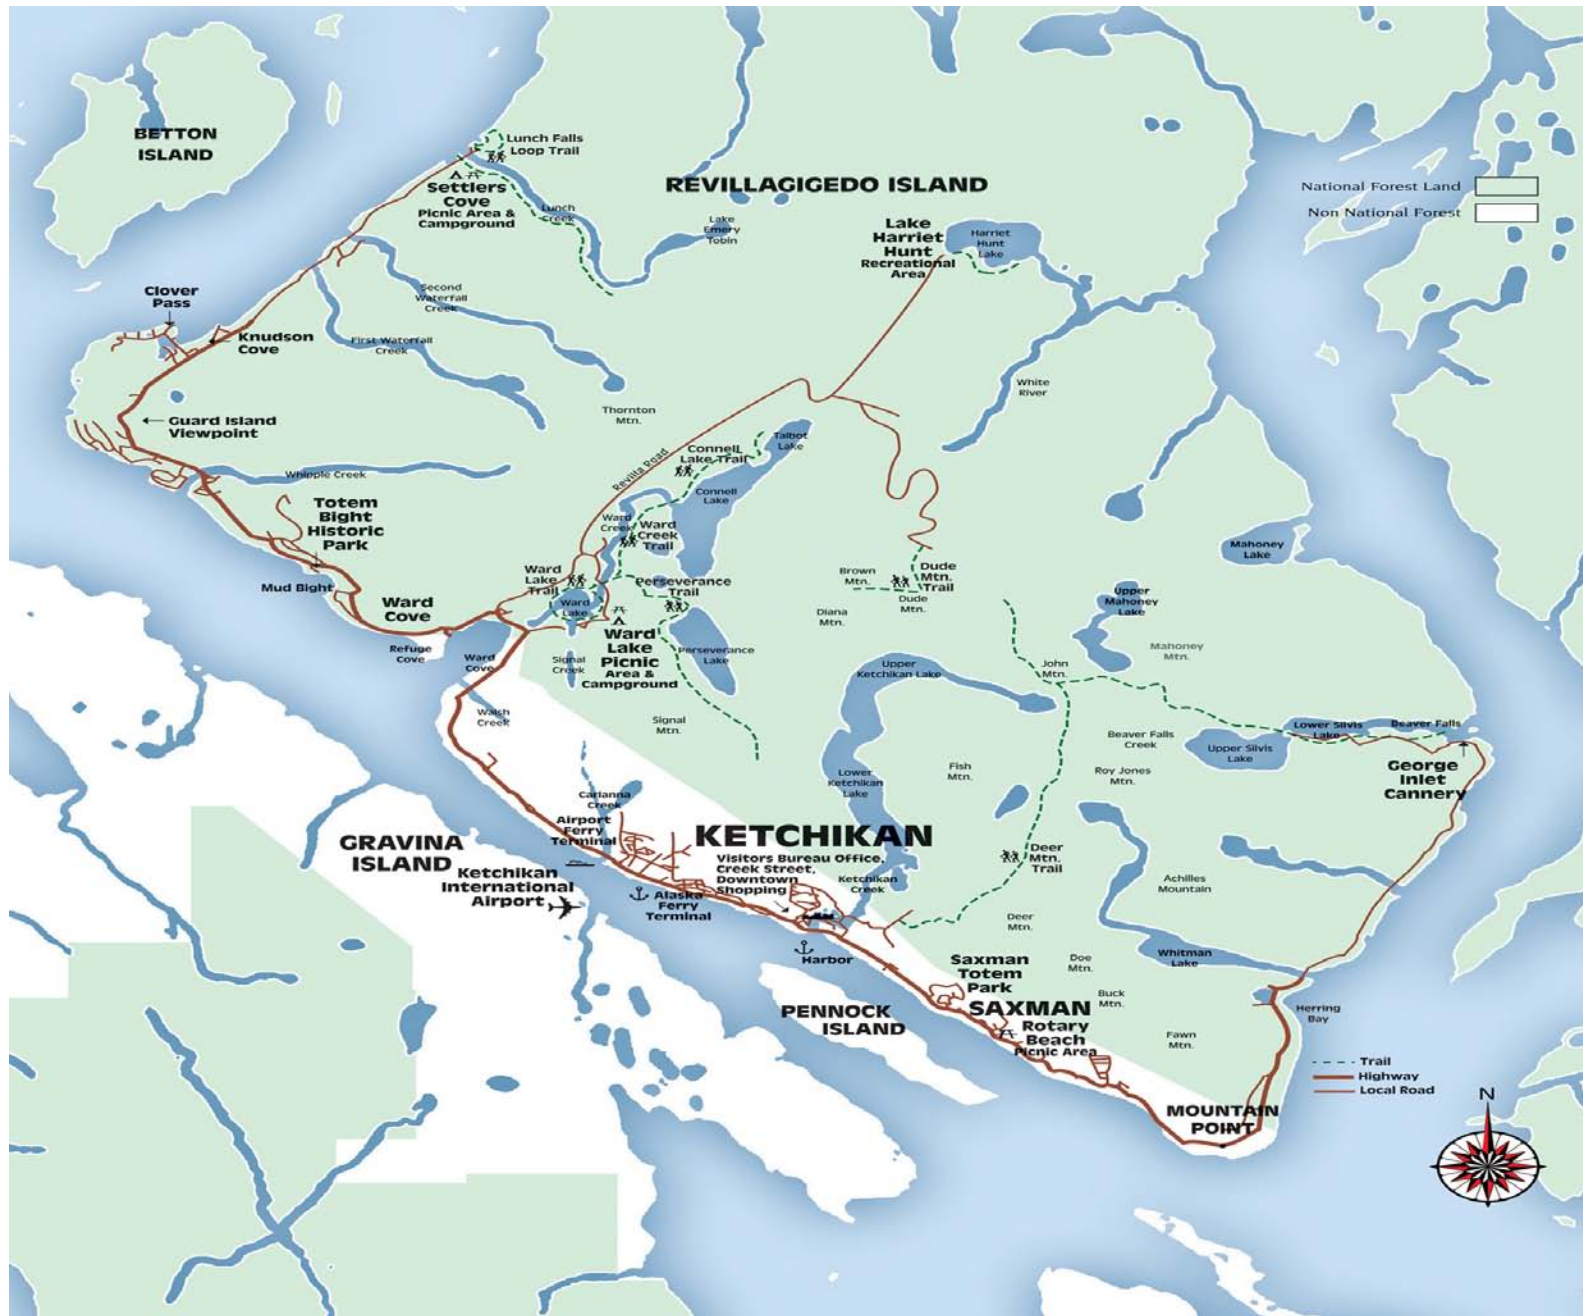 BETTON
ISLAND
Lunch Falls
Loop Trail
Settlers
Cove
Picnic Area &
Campground
Lunch
Creek
REVILLAGIGEDO ISLAND
Lake
Emery
Tobin
Lake
Harriet
Hunt
Recreational
Area
Harriet
Hunt
Lake
National Forest Land
Non National Forest
Clover
Pass
Knudson
Cove
Second
Waterfall
Creek
First Waterfall
Creek
White
River
Guard Island
Viewpoint
Thornton
Mtn.
Talbot
Lake
Connell
Lake Trail
Revilla Road
Connell
Lake
Whipple Creek
Totem
Bight
Historic
Park
Ward
Creek
Ward
Creek
Trail
Mahoney
Lake
Mud Bight
Ward
Cove
Ward
Lake
Trail
Ward
Lake
Perseverance
Trail
Brown
Mtn.
Dude
Mtn.
Trail
Dude
Mtn.
Diana
Mtn.
Upper
Mahoney
Lake
Mahoney
Mtn.
Refuge
Cove
Ward
Cove
Signal
Creek
Ward
Lake
Picnic
Area &
Campground
Perseverance
Lake
Upper
Ketchikan Lake
John
Mtn.
Walsh
Creek
Signal
Mtn.
Lower Silvis
Lake
Beaver Falls
Beaver Falls
Creek
Upper Silvis
Lake
Lower
Ketchikan
Lake
Fish
Mtn.
Roy Jones
Mtn.
George
Inlet
Cannery
Carlanna
Creek
Airport
Ferry
Terminal
GRAVINA
ISLAND
Ketchikan
International
Airport
KETCHIKAN
Visitors Bureau Office,
Creek Street,
Downtown
Shopping
Ketchikan
Creek
Deer
Mtn.
Trail
Alaska
Ferry
Terminal
Achilles
Mountain
Deer
Mtn.
Harbor
Saxman
Totem
Park
Doe
Mtn.
Whitman
Lake
Buck
Mtn.
PENNOCK
ISLAND
SAXMAN
Rotary
Beach
Picnic Area
Fawn
Mtn.
Herring
Bay
Trail
Highway
Local Road
MOUNTAIN
POINT
N